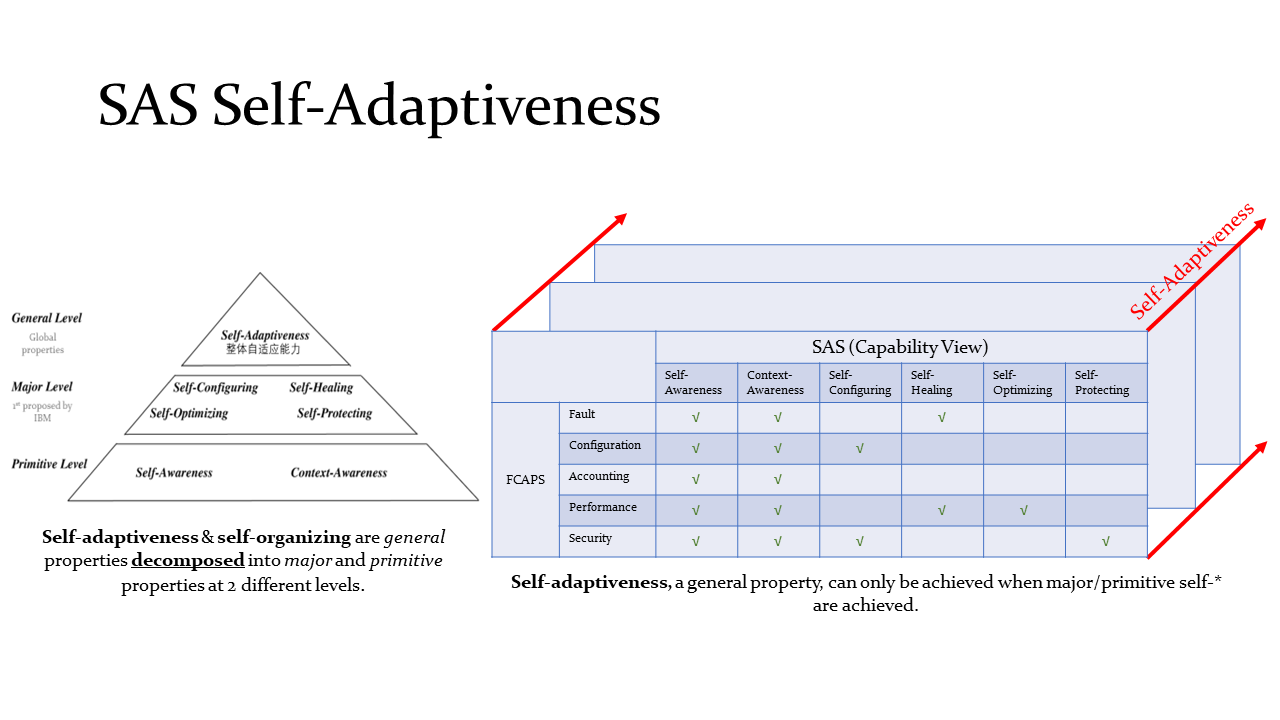 SAS Self-Adaptiveness
General Level
Global
properties
Major Level
1st proposed by
IBM
Primitive Level
Self-Adaptiveness
整体自适应能力
Self-Configuring Self-Healing
Self-Optimizing Self-Protecting
Self-Awareness Context-Awareness
Self-adaptiveness & self-organizing are general
properties decomposed into major and primitive
properties at 2 different levels.
Self-Adaptiveness
SAS (Capability View)
Self-
Awareness
Context-
Awareness
Self-
Configuring
Self-
Healing
Self-
Optimizing
Self-
Protecting
FCAPS
Fault √ √ √
Configuration √ √ √
Accounting √ √
Performance √ √ √ √
Security √ √ √ √
Self-adaptiveness, a general property, can only be achieved when major/primitive self-*
are achieved.